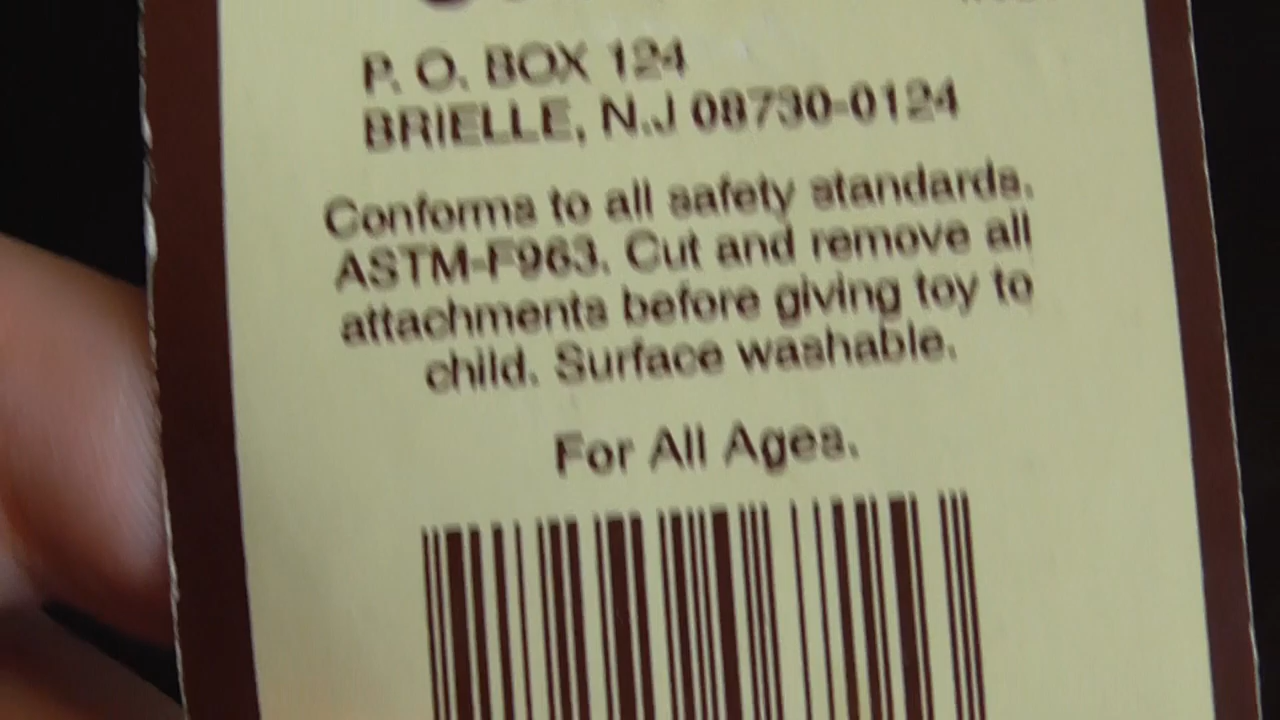 P. O. BOX 124
BRIELLE, N.J 08730-0124
Conforms to all safety standards.
ASTM-F963. Cut and remove all
attachments before giving toy to
child. Surface washable.
For All Ages.